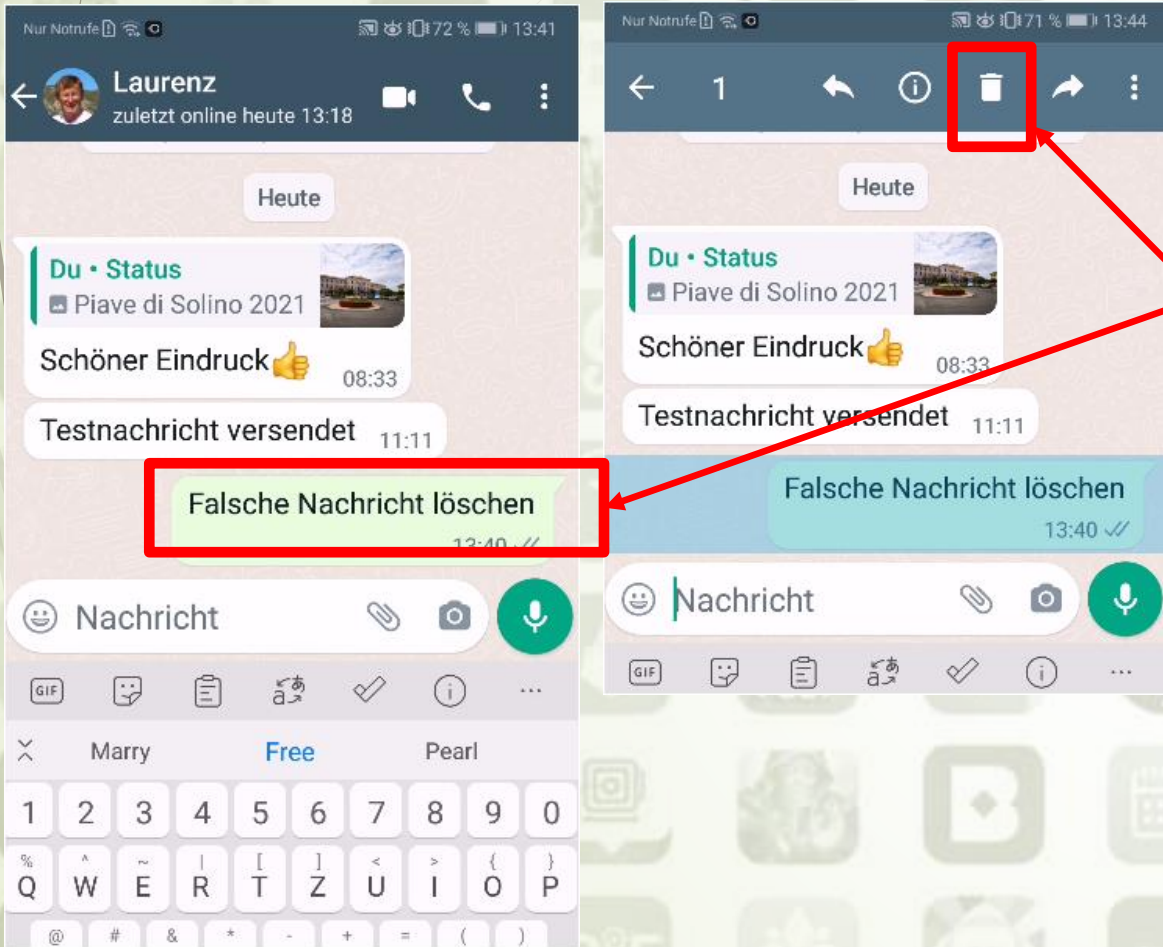 Nur Notrufe 72 % 13:41
Laurenz
zuletzt online heute 13:18
Heute
Du • Status
Piave di Solino 2021
Schöner Eindruck👍 08:33
Testnachricht versendet 11:11
Falsche Nachricht löschen
13:40
Nachricht
GIF
Marry Free Pearl
1 2 3 4 5 6 7 8 9 0
% ^ ~ | [ ] < > { }
Q W E R T Z U I O P
@ # & * - + = ( )
Nur Notrufe 71 % 13:44
1
Heute
Du • Status
Piave di Solino 2021
Schöner Eindruck👍 08:33
Testnachricht versendet 11:11
Falsche Nachricht löschen
13:40
Nachricht
GIF